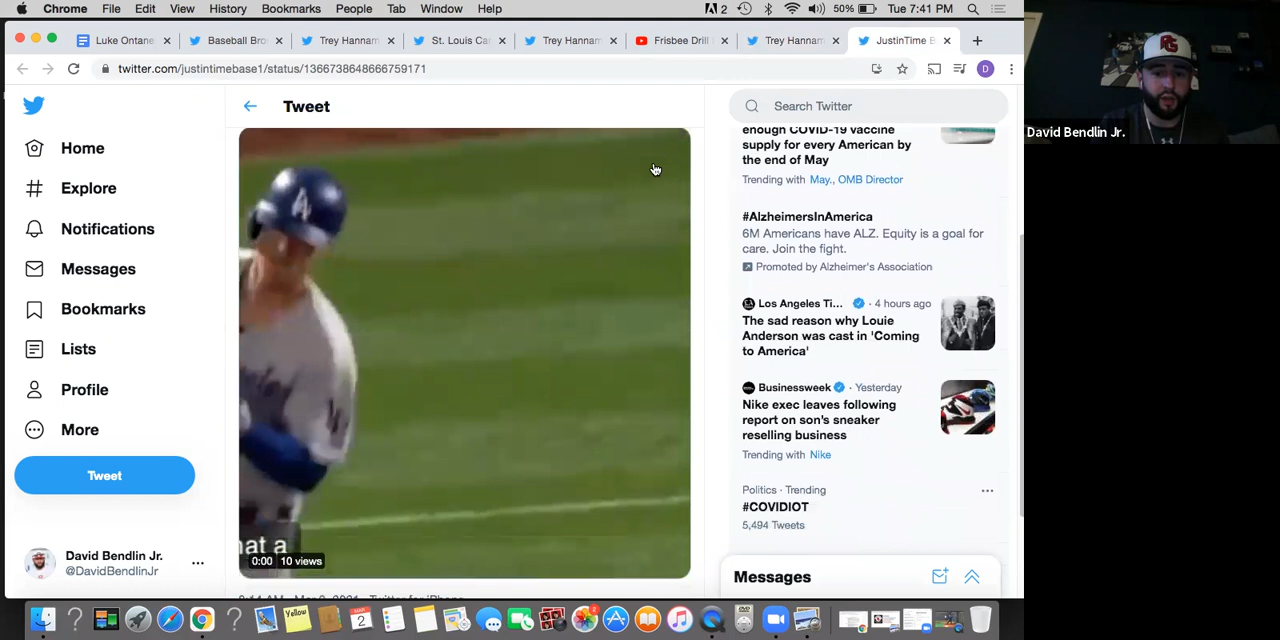 Chrome File Edit View History Bookmarks People Tab Window Help 2 50% Tue 7:41 PM
Luke Ontane Baseball Bro Trey Hannam St. Louis Ca Trey Hannam Frisbee Drill Trey Hannam JustinTime B
twitter.com/justintimebase1/status/1366738648666759171 D
Tweet
Search Twitter
Home
Explore
Notifications
Messages
Bookmarks
Lists
Profile
More
Tweet
David Bendlin Jr.
@DavidBendlinJr
A
at a
0:00 10 views
enough COVID-19 vaccine
supply for every American by
the end of May
Trending with May., OMB Director
#AlzheimersInAmerica
6M Americans have ALZ. Equity is a goal for
care. Join the fight.
Promoted by Alzheimer's Association
Los Angeles Ti... · 4 hours ago
The sad reason why Louie
Anderson was cast in 'Coming
to America'
Businessweek · Yesterday
Nike exec leaves following
report on son's sneaker
reselling business
Trending with Nike
Politics · Trending
#COVIDIOT
5,494 Tweets
Messages
David Bendlin Jr.
Yellow
MAR
2